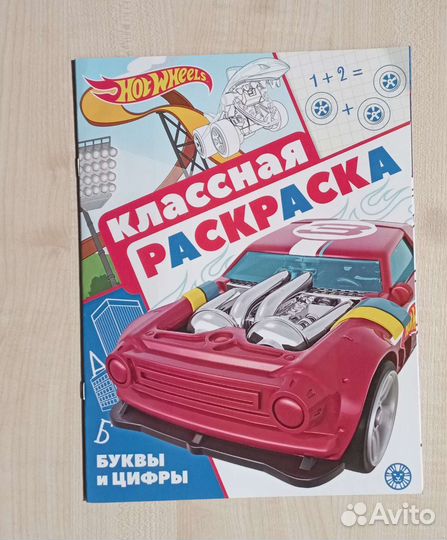 HOT WHEELS
1+2=
+
КЛАССНАЯ
РАСКРАСКА
А
Б
БУКВЫ
и ЦИФРЫ
Avito